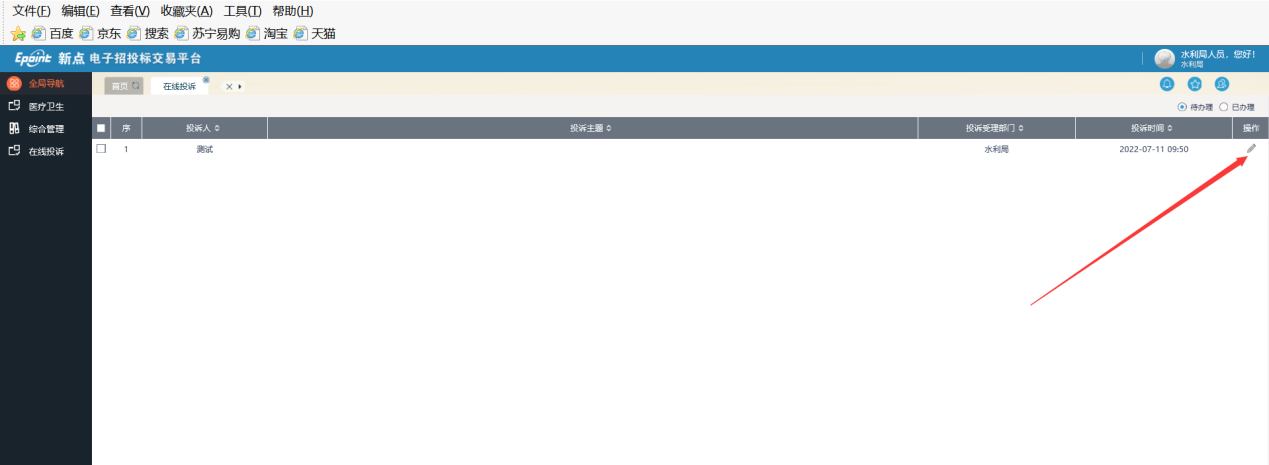 文件(F) 编辑(E) 查看(V) 收藏夹(A) 工具(T) 帮助(H)
百度 京东 搜索 苏宁易购 淘宝 天猫
Epoint 新点 电子招投标交易平台
水利局人员，您好!
水利局
全局导航
首页 在线投诉
医疗卫生
待办理 已办理
综合管理
序 投诉人 投诉主题 投诉受理部门 投诉时间 操作
在线投诉
1 测试 水利局 2022-07-11 09:50